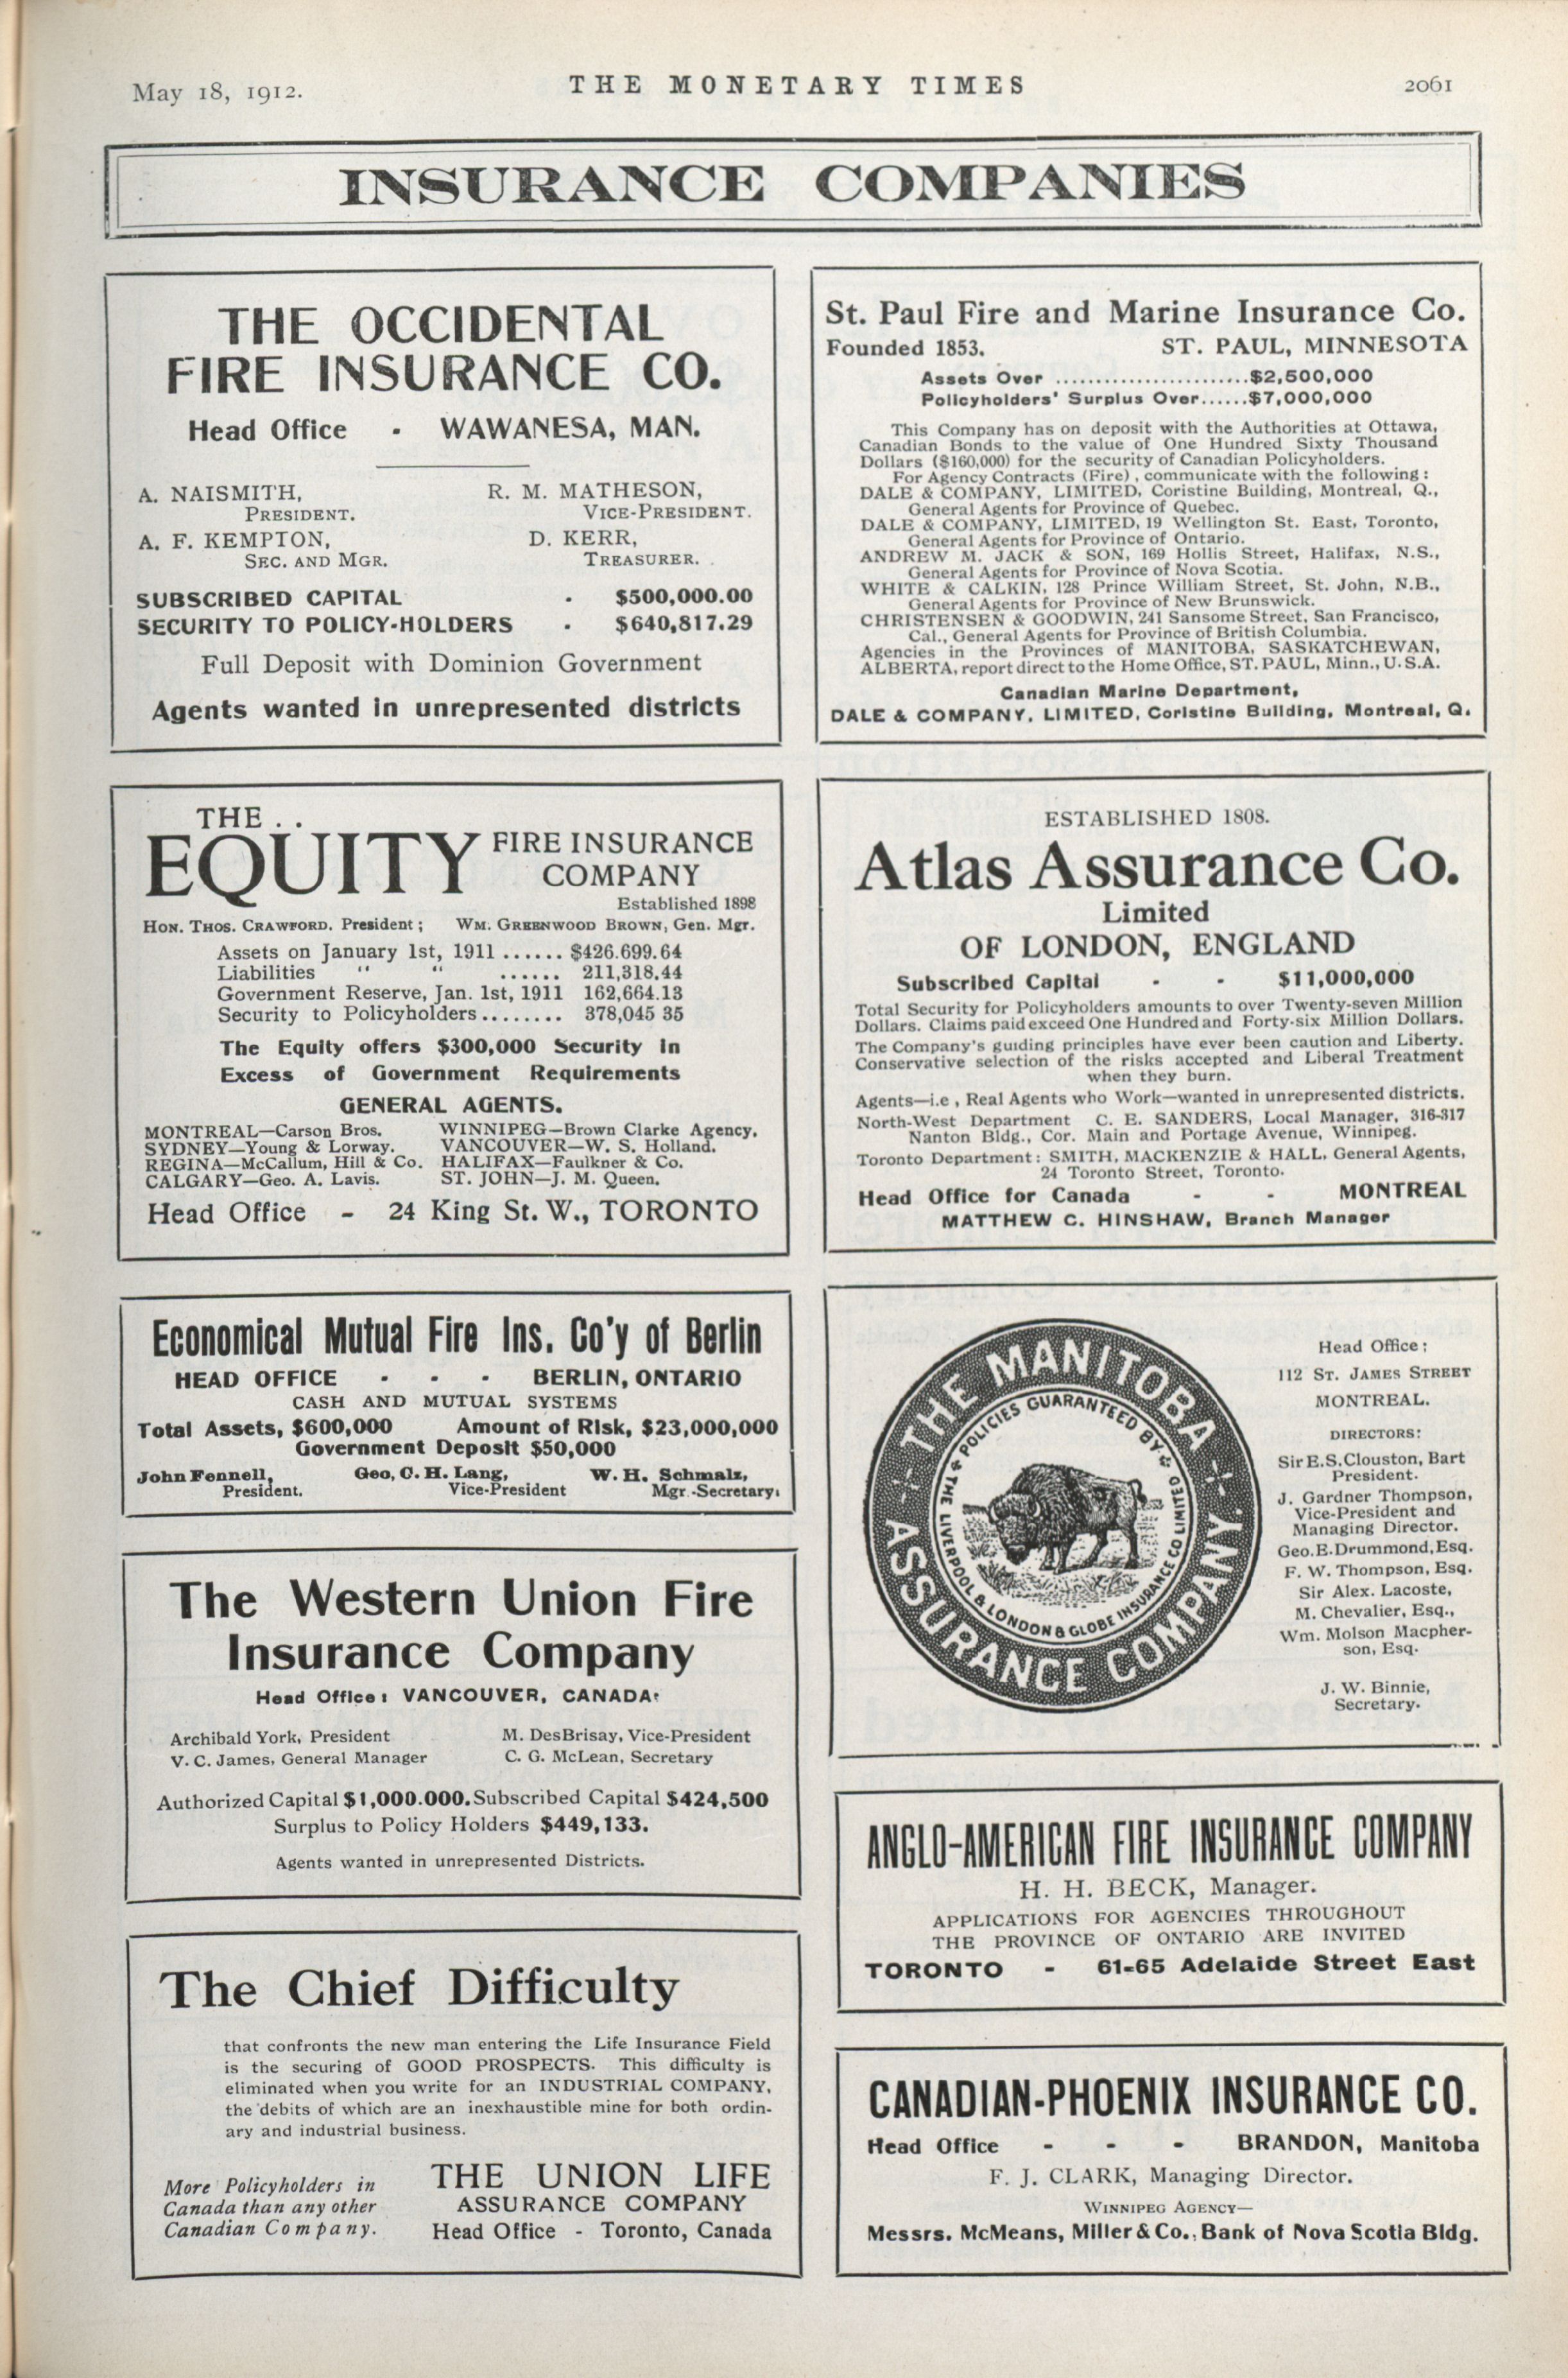 May 18, 1912.
THE MONETARY TIMES
2061
INSURANCE COMPANIES
THE OCCIDENTAL
FIRE INSURANCE CO.
Head Office - WAWANESA, MAN.
A. NAISMITH,
PRESIDENT.
R. M. MATHESON,
VICE-PRESIDENT.
A. F. KEMPTON,
SEC. AND MGR.
D. KERR,
TREASURER.
SUBSCRIBED CAPITAL - $500,000.00
SECURITY TO POLICY-HOLDERS - $640,817.29
Full Deposit with Dominion Government
Agents wanted in unrepresented districts
St. Paul Fire and Marine Insurance Co.
Founded 1853. ST. PAUL, MINNESOTA
Assets Over ........................$2,500,000
Policyholders' Surplus Over......$7,000,000
This Company has on deposit with the Authorities at Ottawa,
Canadian Bonds to the value of One Hundred Sixty Thousand
Dollars ($160,000) for the security of Canadian Policyholders.
For Agency Contracts (Fire), communicate with the following:
DALE & COMPANY, LIMITED, Coristine Building, Montreal, Q.,
General Agents for Province of Quebec.
DALE & COMPANY, LIMITED, 19 Wellington St. East, Toronto,
General Agents for Province of Ontario.
ANDREW M. JACK & SON, 169 Hollis Street, Halifax, N.S.,
General Agents for Province of Nova Scotia.
WHITE & CALKIN, 128 Prince William Street, St. John, N.B.,
General Agents for Province of New Brunswick.
CHRISTENSEN & GOODWIN, 241 Sansome Street, San Francisco,
Cal., General Agents for Province of British Columbia.
Agencies in the Provinces of MANITOBA, SASKATCHEWAN,
ALBERTA, report direct to the Home Office, ST. PAUL, Minn., U.S.A.
Canadian Marine Department,
DALE & COMPANY, LIMITED, Coristine Building, Montreal, Q.
THE..
EQUITY FIRE INSURANCE
COMPANY
Established 1898
HON. THOS. CRAWFORD, President; WM. GREENWOOD BROWN, Gen. Mgr.
Assets on January 1st, 1911 ...... $426.699.64
Liabilities " " ...... 211,318.44
Government Reserve, Jan. 1st, 1911 162,664.13
Security to Policyholders ........ 378,045 35
The Equity offers $300,000 Security in
Excess of Government Requirements
GENERAL AGENTS.
MONTREAL—Carson Bros. WINNIPEG—Brown Clarke Agency.
SYDNEY—Young & Lorway. VANCOUVER—W. S. Holland.
REGINA—McCallum, Hill & Co. HALIFAX—Faulkner & Co.
CALGARY—Geo. A. Lavis. ST. JOHN—J. M. Queen.
Head Office - 24 King St. W., TORONTO
ESTABLISHED 1808.
Atlas Assurance Co.
Limited
OF LONDON, ENGLAND
Subscribed Capital - - $11,000,000
Total Security for Policyholders amounts to over Twenty-seven Million
Dollars. Claims paid exceed One Hundred and Forty-six Million Dollars.
The Company's guiding principles have ever been caution and Liberty.
Conservative selection of the risks accepted and Liberal Treatment
when they burn.
Agents—i.e , Real Agents who Work—wanted in unrepresented districts.
North-West Department C. E. SANDERS, Local Manager, 316-317
Nanton Bldg., Cor. Main and Portage Avenue, Winnipeg.
Toronto Department: SMITH, MACKENZIE & HALL, General Agents,
24 Toronto Street, Toronto.
Head Office for Canada - - MONTREAL
MATTHEW C. HINSHAW, Branch Manager
Economical Mutual Fire Ins. Co'y of Berlin
HEAD OFFICE - - - BERLIN, ONTARIO
CASH AND MUTUAL SYSTEMS
Total Assets, $600,000 Amount of Risk, $23,000,000
Government Deposit $50,000
John Fennell, Geo, C. H. Lang, W. H. Schmalz,
President. Vice-President Mgr.-Secretary.
THE MANITOBA
ASSURANCE COMPANY.
POLICIES GUARANTEED BY
THE LIVERPOOL & LONDON & GLOBE INSURANCE CO LIMITED
Head Office:
112 ST. JAMES STREET
MONTREAL.
DIRECTORS:
Sir E.S. Clouston, Bart
President.
J. Gardner Thompson,
Vice-President and
Managing Director.
Geo.E.Drummond, Esq.
F. W. Thompson, Esq.
Sir Alex. Lacoste,
M. Chevalier, Esq.,
Wm. Molson Macpher-
son, Esq.
J. W. Binnie,
Secretary.
The Western Union Fire
Insurance Company
Head Office: VANCOUVER, CANADA
Archibald York, President M. DesBrisay, Vice-President
V. C. James, General Manager C. G. McLean, Secretary
Authorized Capital $1,000.000. Subscribed Capital $424,500
Surplus to Policy Holders $449,133.
Agents wanted in unrepresented Districts.
ANGLO-AMERICAN FIRE INSURANCE COMPANY
H. H. BECK, Manager.
APPLICATIONS FOR AGENCIES THROUGHOUT
THE PROVINCE OF ONTARIO ARE INVITED
TORONTO - 61-65 Adelaide Street East
The Chief Difficulty
that confronts the new man entering the Life Insurance Field
is the securing of GOOD PROSPECTS. This difficulty is
eliminated when you write for an INDUSTRIAL COMPANY,
the debits of which are an inexhaustible mine for both ordin-
ary and industrial business.
More Policyholders in
Canada than any other
Canadian Company.
THE UNION LIFE
ASSURANCE COMPANY
Head Office - Toronto, Canada
CANADIAN-PHOENIX INSURANCE CO.
Head Office - - - BRANDON, Manitoba
F. J. CLARK, Managing Director.
WINNIPEG AGENCY—
Messrs. McMeans, Miller & Co., Bank of Nova Scotia Bldg.